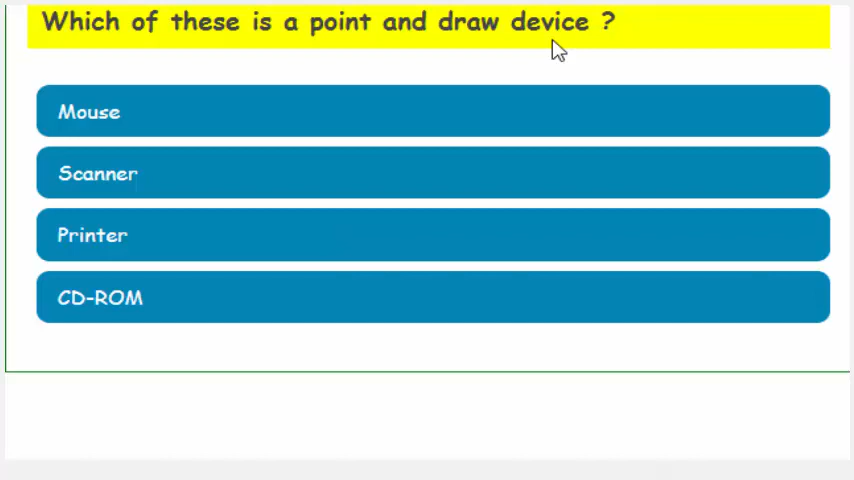 Which of these is a point and draw device ?
Mouse
Scanner
Printer
CD-ROM